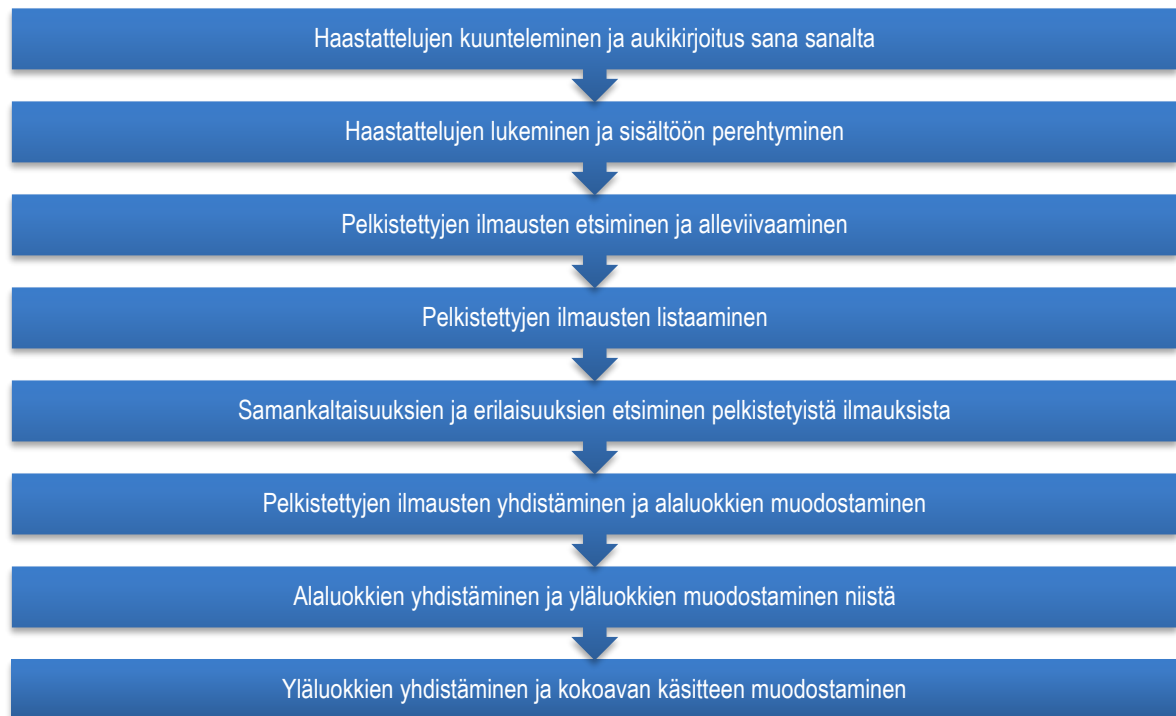 Haastattelujen kuunteleminen ja aukikirjoitus sana sanalta
Haastattelujen lukeminen ja sisältöön perehtyminen
Pelkistettyjen ilmausten etsiminen ja alleviivaaminen
Pelkistettyjen ilmausten listaaminen
Samankaltaisuuksien ja erilaisuuksien etsiminen pelkistetyistä ilmauksista
Pelkistettyjen ilmausten yhdistäminen ja alaluokkien muodostaminen
Alaluokkien yhdistäminen ja yläluokkien muodostaminen niistä
Yläluokkien yhdistäminen ja kokoavan käsitteen muodostaminen